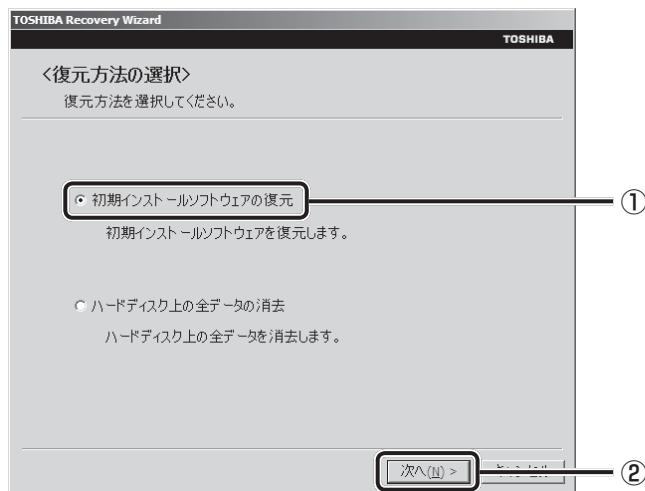 TOSHIBA Recovery Wizard
TOSHIBA
<復元方法の選択>
復元方法を選択してください。
初期インストールソフトウェアの復元
①
初期インストールソフトウェアを復元します。
ハードディスク上の全データの消去
ハードディスク上の全データを消去します。
次へ(N) >
②